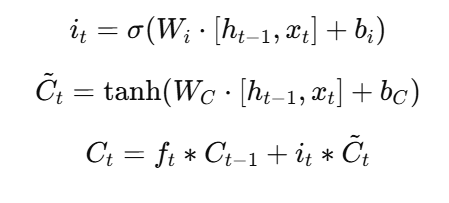 i_t = σ(W_i · [h_{t−1}, x_t] + b_i)
C̃_t = tanh(W_C · [h_{t−1}, x_t] + b_C)
C_t = f_t ∗ C_{t−1} + i_t ∗ C̃_t